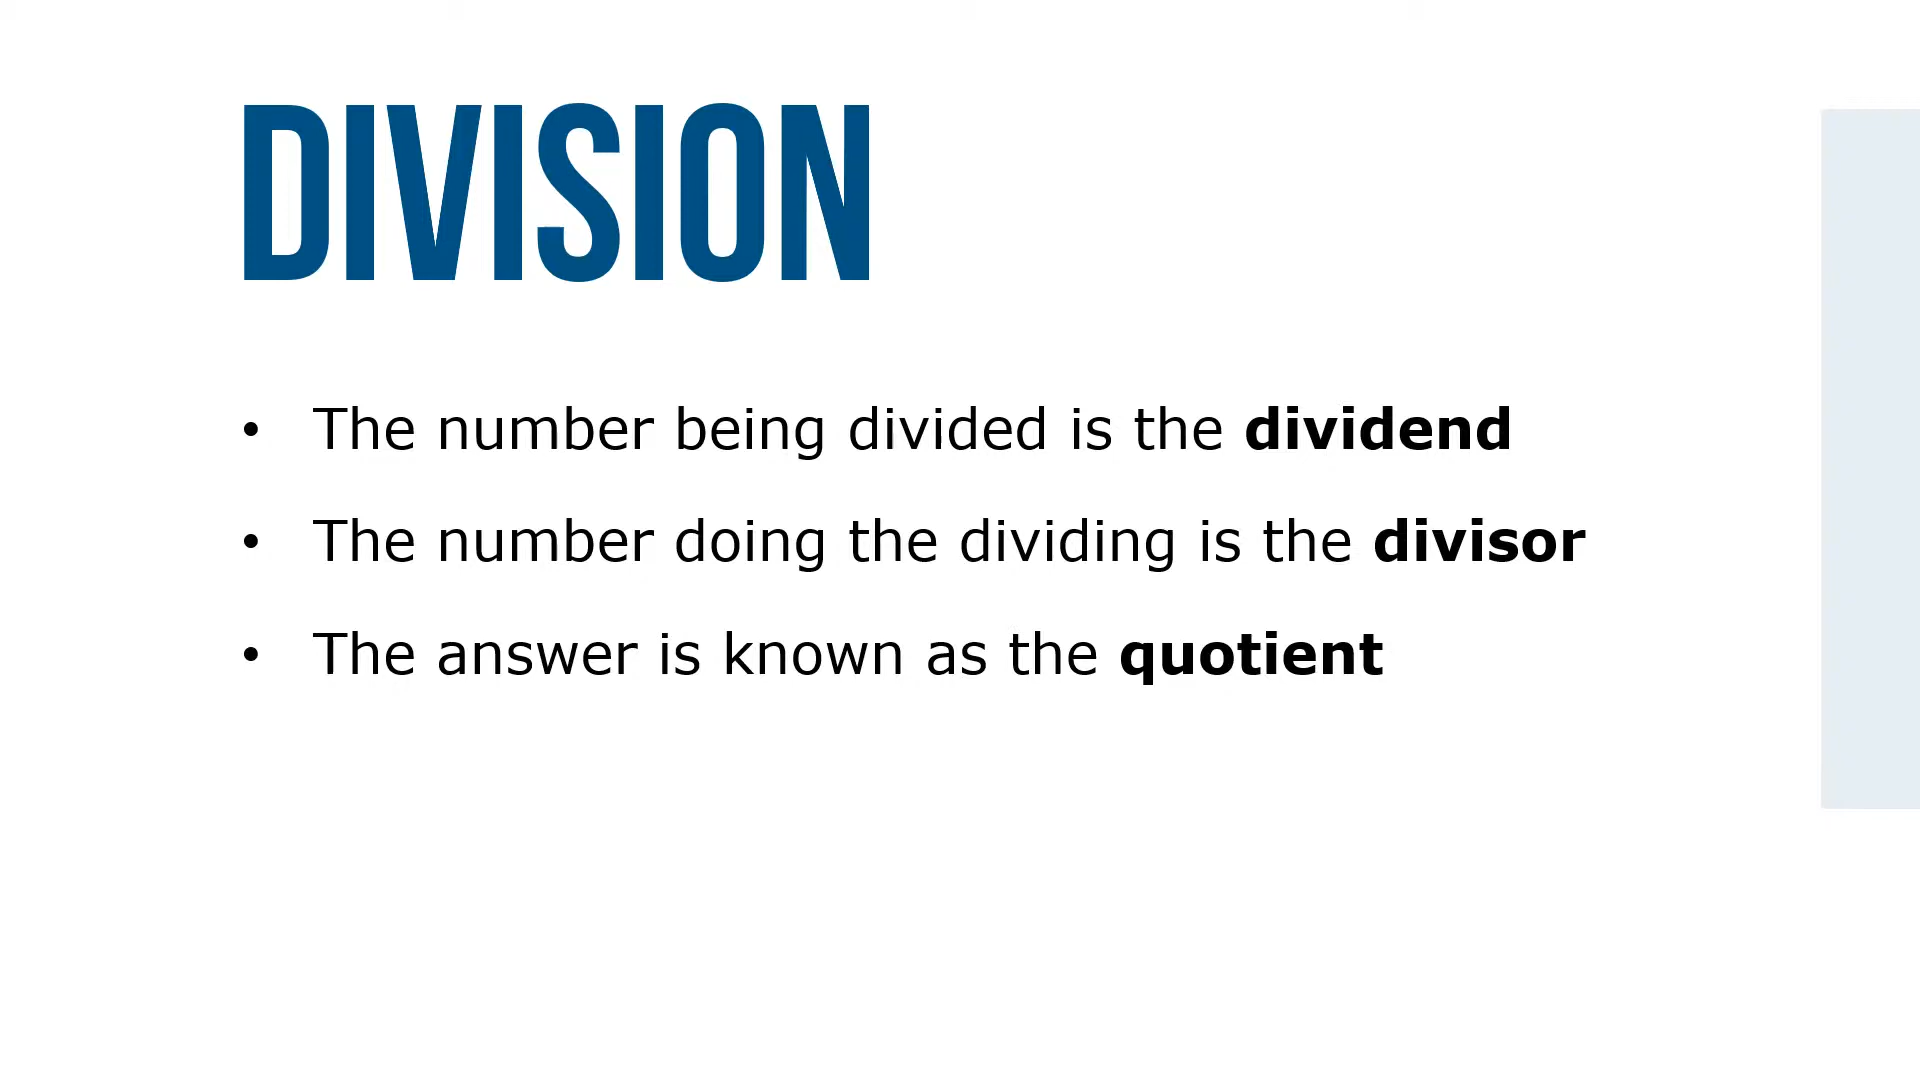 DIVISION
• The number being divided is the dividend
• The number doing the dividing is the divisor
• The answer is known as the quotient